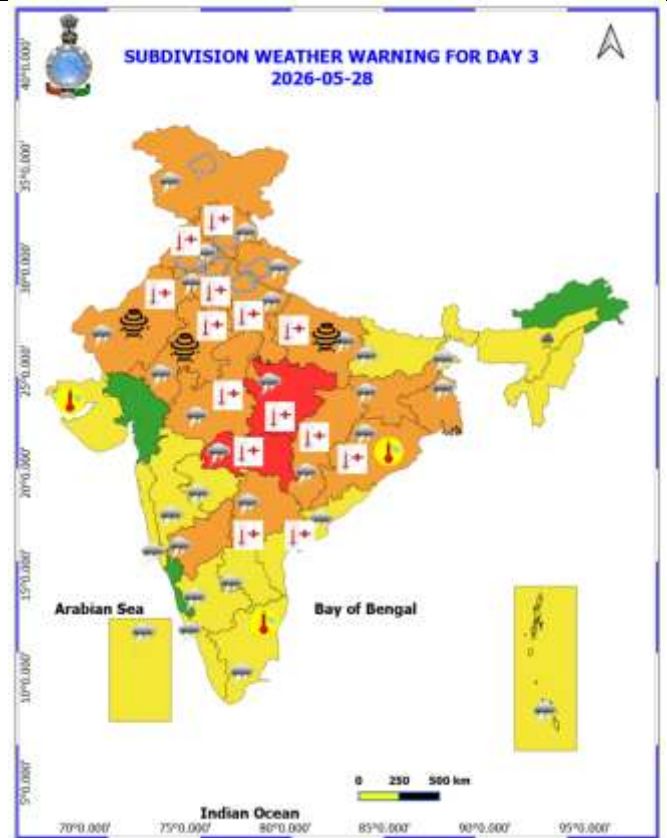 SUBDIVISION WEATHER WARNING FOR DAY 3
2026-05-28
40°0.000'
35°0.000'
30°0.000'
25°0.000'
20°0.000'
15°0.000'
10°0.000'
5°0.000'
Arabian Sea
Bay of Bengal
0 250 500 km
Indian Ocean
70°0.000' 75°0.000' 80°0.000' 85°0.000' 90°0.000' 95°0.000'